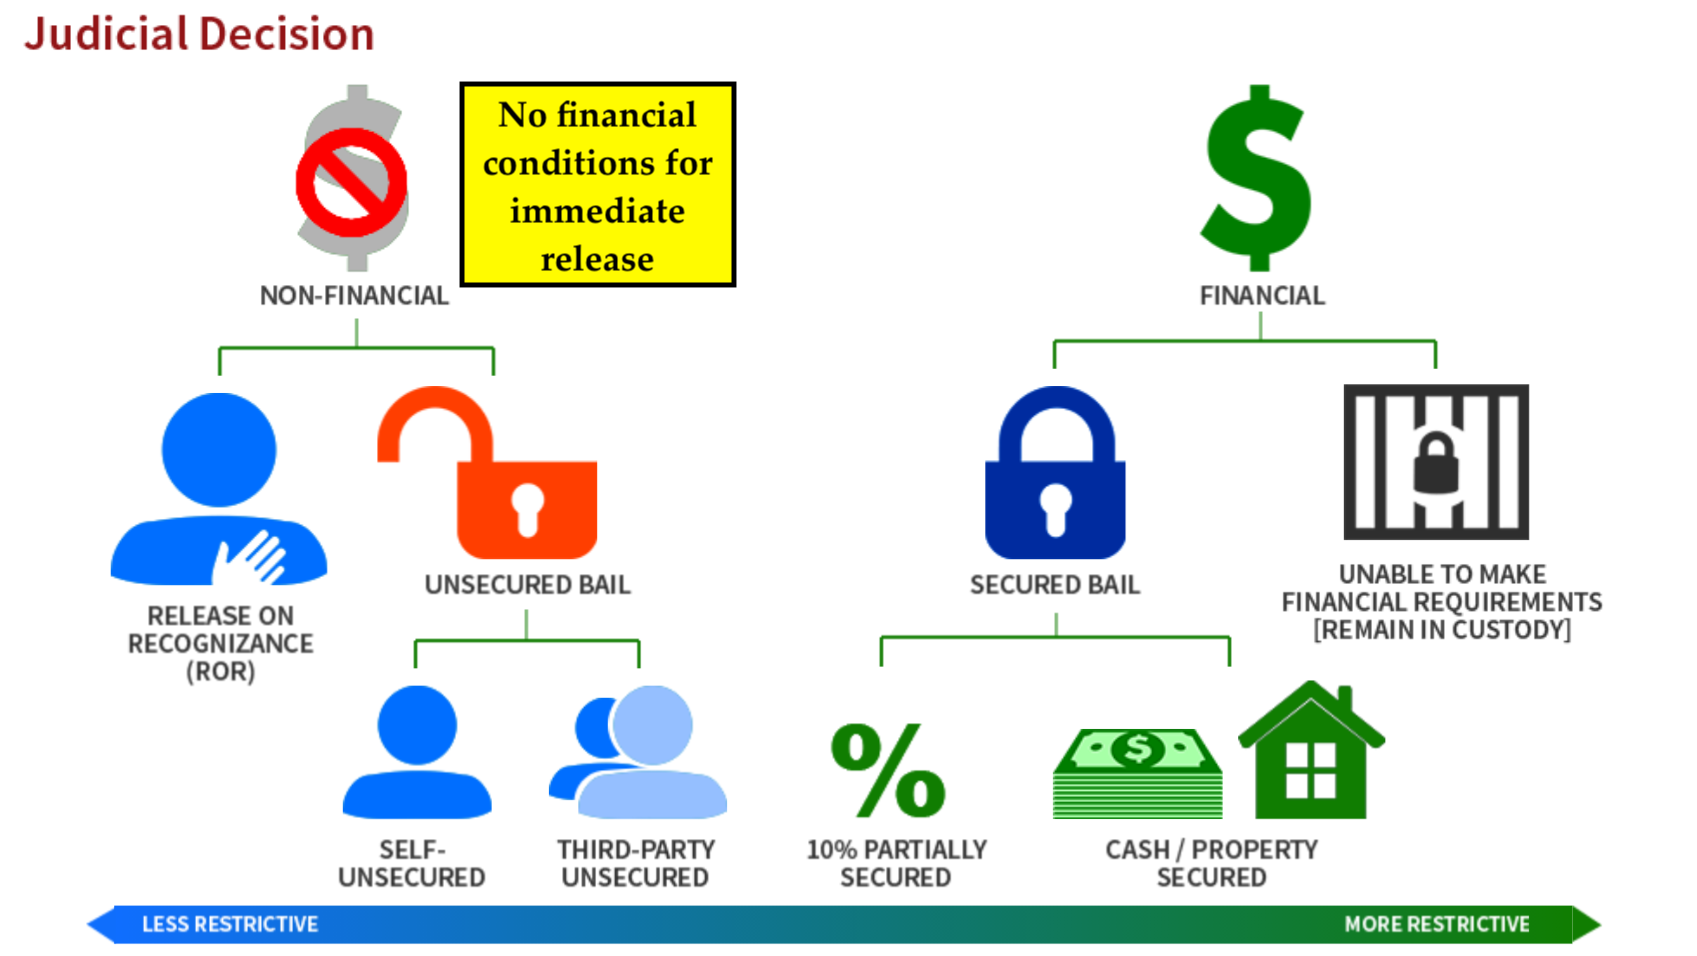 Judicial Decision
No financial
conditions for
immediate
release
NON-FINANCIAL
FINANCIAL
RELEASE ON
RECOGNIZANCE
(ROR)
UNSECURED BAIL
SECURED BAIL
UNABLE TO MAKE
FINANCIAL REQUIREMENTS
[REMAIN IN CUSTODY]
SELF-
UNSECURED
THIRD-PARTY
UNSECURED
%
10% PARTIALLY
SECURED
CASH / PROPERTY
SECURED
LESS RESTRICTIVE
MORE RESTRICTIVE